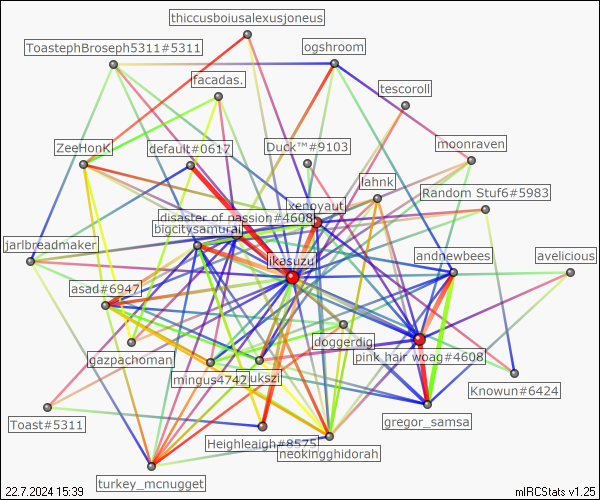 thiccusboiusalexusjoneus
ToastephBroseph5311#5311
ogshroom
facadas.
tescoroll
ZeeHonK
default#0617
Duck™#9103
moonraven
lahnk
Random Stuf6#5983
xenoyaut
disaster of passion#4608
bigcitysamurai
jarlbreadmaker
likasuzu
andnewbees
avelicious
asad#6947
doggerdig
gazpachoman
pink hair woag#4608
mingus4742
ukszi
Knowun#6424
Toast#5311
gregor_samsa
Heighleaigh#8575
neokingghidorah
turkey_mcnugget
22.7.2024 15:39
mIRCStats v1.25